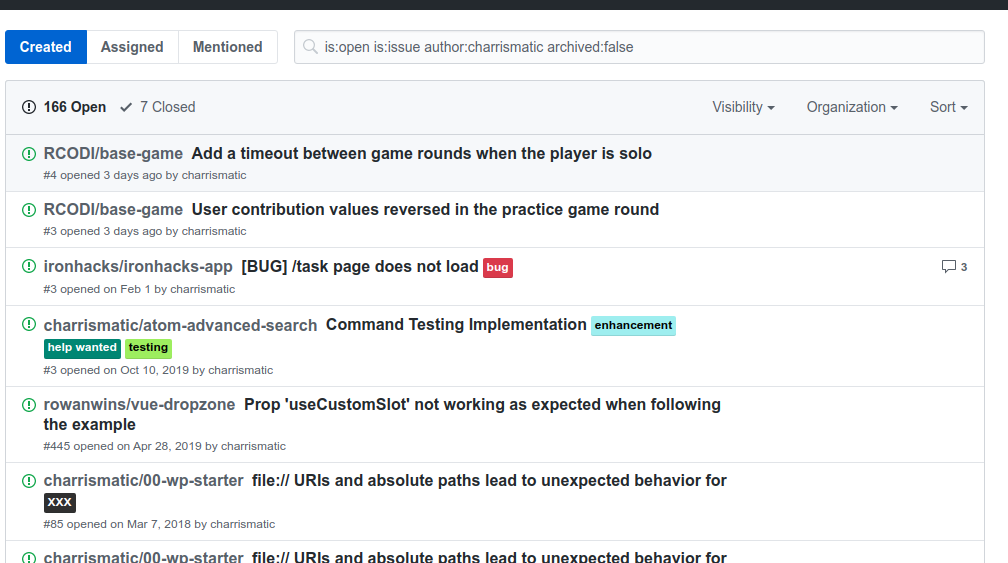 Created Assigned Mentioned is:open is:issue author:charrismatic archived:false
166 Open 7 Closed Visibility Organization Sort
RCODI/base-game Add a timeout between game rounds when the player is solo
#4 opened 3 days ago by charrismatic
RCODI/base-game User contribution values reversed in the practice game round
#3 opened 3 days ago by charrismatic
ironhacks/ironhacks-app [BUG] /task page does not load bug 3
#3 opened on Feb 1 by charrismatic
charrismatic/atom-advanced-search Command Testing Implementation enhancement
help wanted testing
#3 opened on Oct 10, 2019 by charrismatic
rowanwins/vue-dropzone Prop 'useCustomSlot' not working as expected when following
the example
#445 opened on Apr 28, 2019 by charrismatic
charrismatic/00-wp-starter file:// URIs and absolute paths lead to unexpected behavior for
XXX
#85 opened on Mar 7, 2018 by charrismatic
charrismatic/00-wp-starter file:// URIs and absolute paths lead to unexpected behavior for